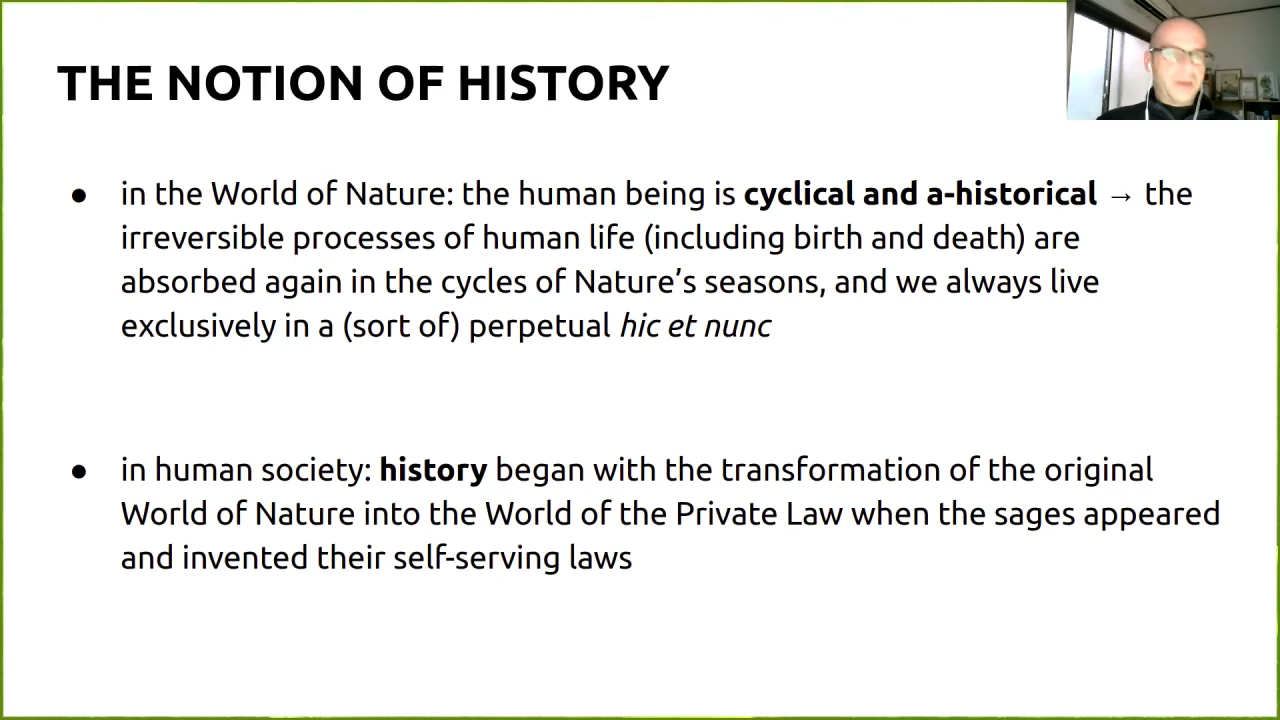 THE NOTION OF HISTORY
● in the World of Nature: the human being is cyclical and a-historical → the
irreversible processes of human life (including birth and death) are
absorbed again in the cycles of Nature’s seasons, and we always live
exclusively in a (sort of) perpetual hic et nunc
● in human society: history began with the transformation of the original
World of Nature into the World of the Private Law when the sages appeared
and invented their self-serving laws